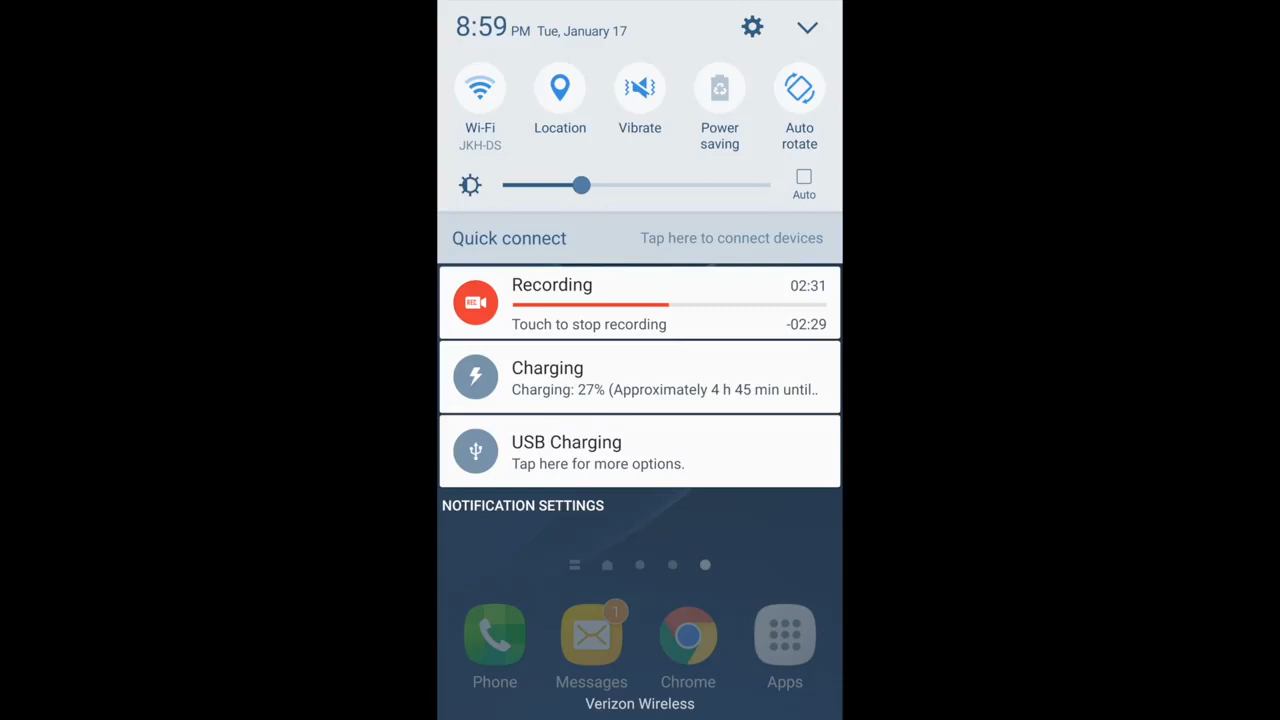 8:59 PM Tue, January 17
Wi-Fi
JKH-DS
Location
Vibrate
Power
saving
Auto
rotate
Auto
Quick connect
Tap here to connect devices
REC
Recording
02:31
Touch to stop recording
-02:29
Charging
Charging: 27% (Approximately 4 h 45 min until..
USB Charging
Tap here for more options.
NOTIFICATION SETTINGS
1
Phone
Messages
Chrome
Apps
Verizon Wireless